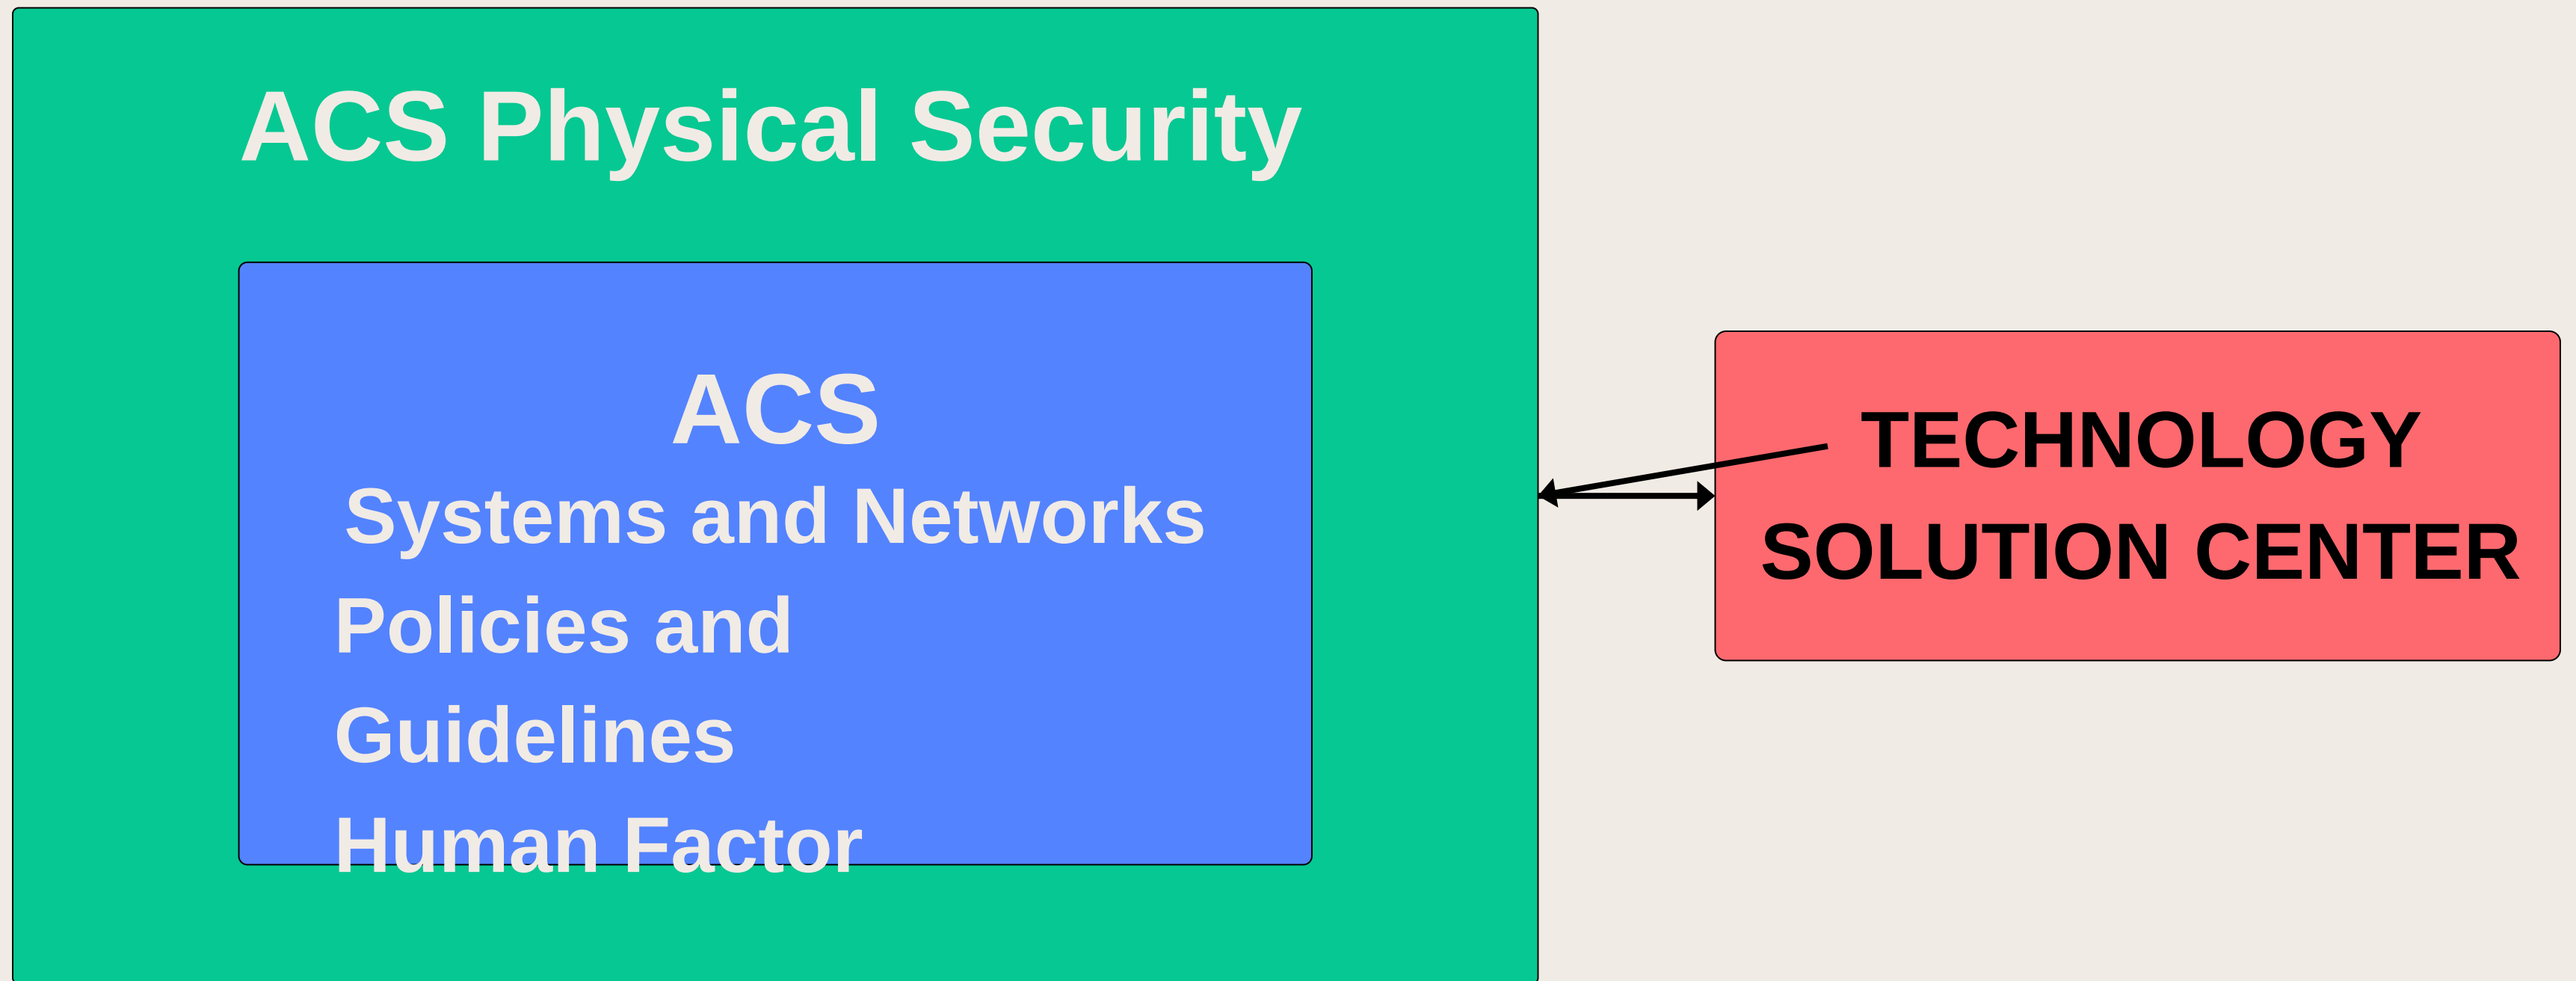 ACS Physical Security
ACS
Systems and Networks
Policies and
Guidelines
Human Factor
TECHNOLOGY
SOLUTION CENTER